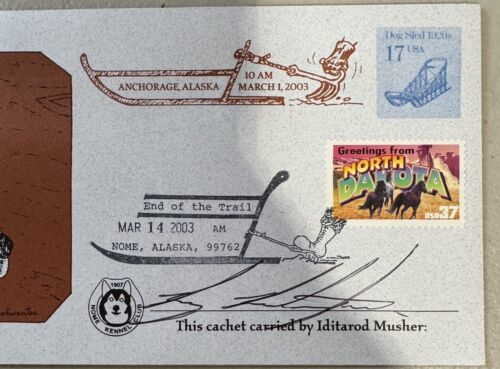 Dog Sled 1920s
17 USA
10 AM
ANCHORAGE, ALASKA MARCH 1, 2003
Greetings from
NORTH
DAKOTA
USA 37
End of the Trail
MAR 14 2003 AM
NOME, ALASKA, 99762
1907
NOME KENNEL CLUB
This cachet carried by Iditarod Musher: